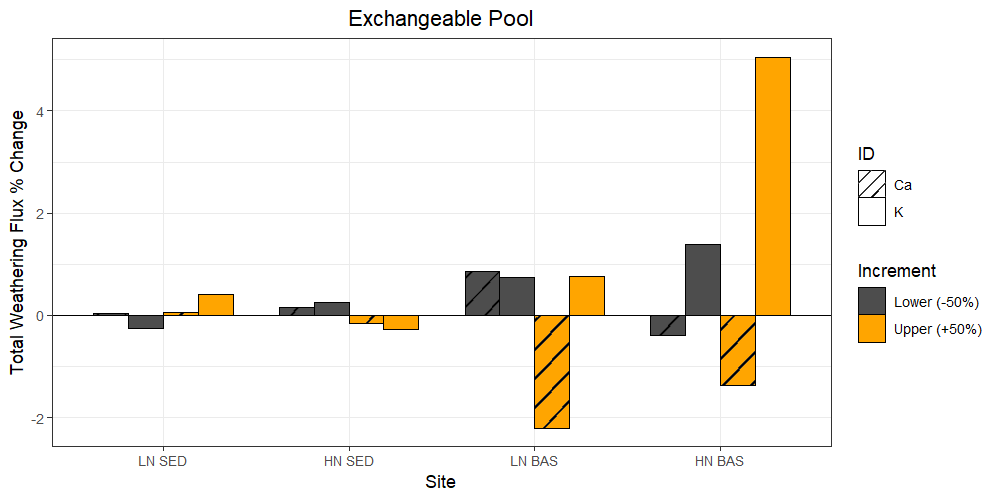 Exchangeable Pool
Total Weathering Flux % Change
4
2
0
-2
LN SED
HN SED
LN BAS
HN BAS
Site
ID
Ca
K
Increment
Lower (-50%)
Upper (+50%)